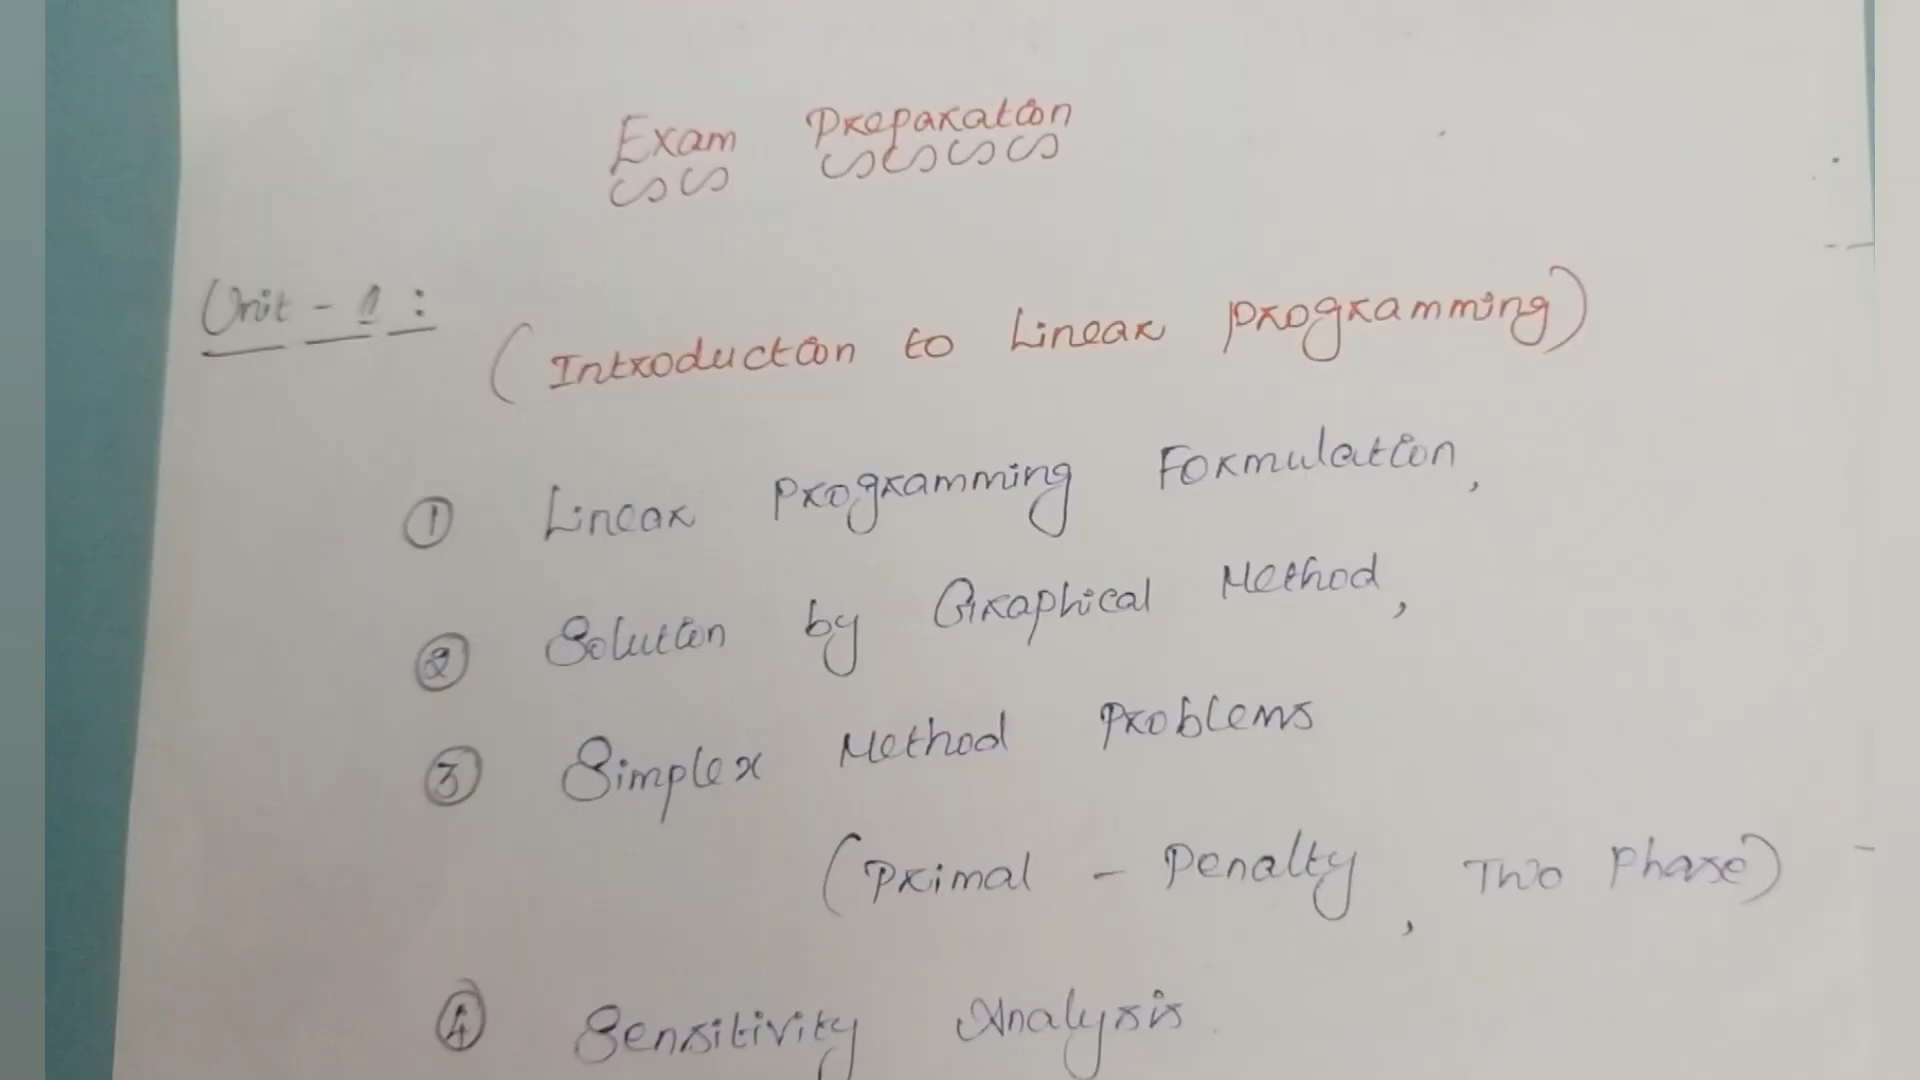 Exam Preparation
Unit - 1 :
(Introduction to Linear programming)
① Linear Programming Formulation,
② Solution by Graphical Method,
③ Simplex Method Problems
(Primal - Penalty, Two Phase)
④ Sensitivity Analysis.